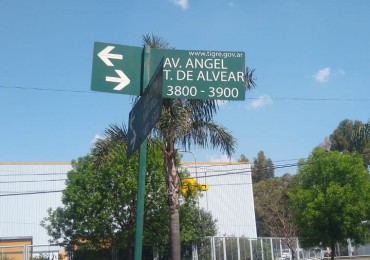 www.tigre.gov.ar
AV. ANGEL
T. DE ALVEAR
3800 - 3900